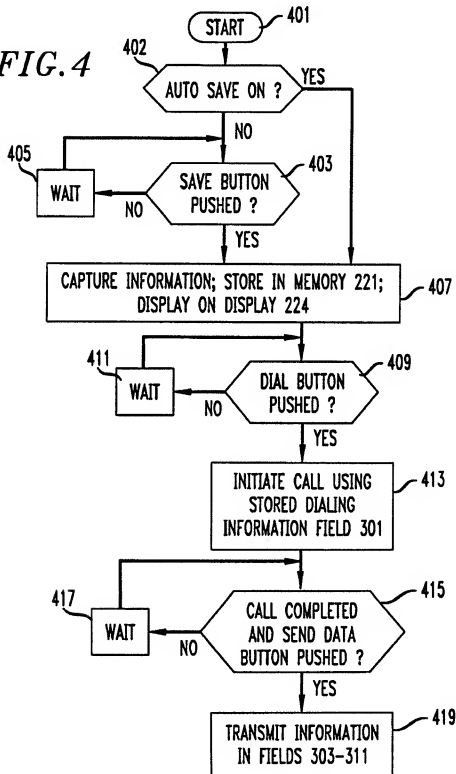 FIG.4
START
401
402
AUTO SAVE ON ?
YES
NO
405
WAIT
NO
SAVE BUTTON
PUSHED ?
403
YES
CAPTURE INFORMATION; STORE IN MEMORY 221;
DISPLAY ON DISPLAY 224
407
411
WAIT
NO
DIAL BUTTON
PUSHED ?
409
YES
INITIATE CALL USING
STORED DIALING
INFORMATION FIELD 301
413
417
WAIT
NO
CALL COMPLETED
AND SEND DATA
BUTTON PUSHED ?
415
YES
TRANSMIT INFORMATION
IN FIELDS 303-311
419